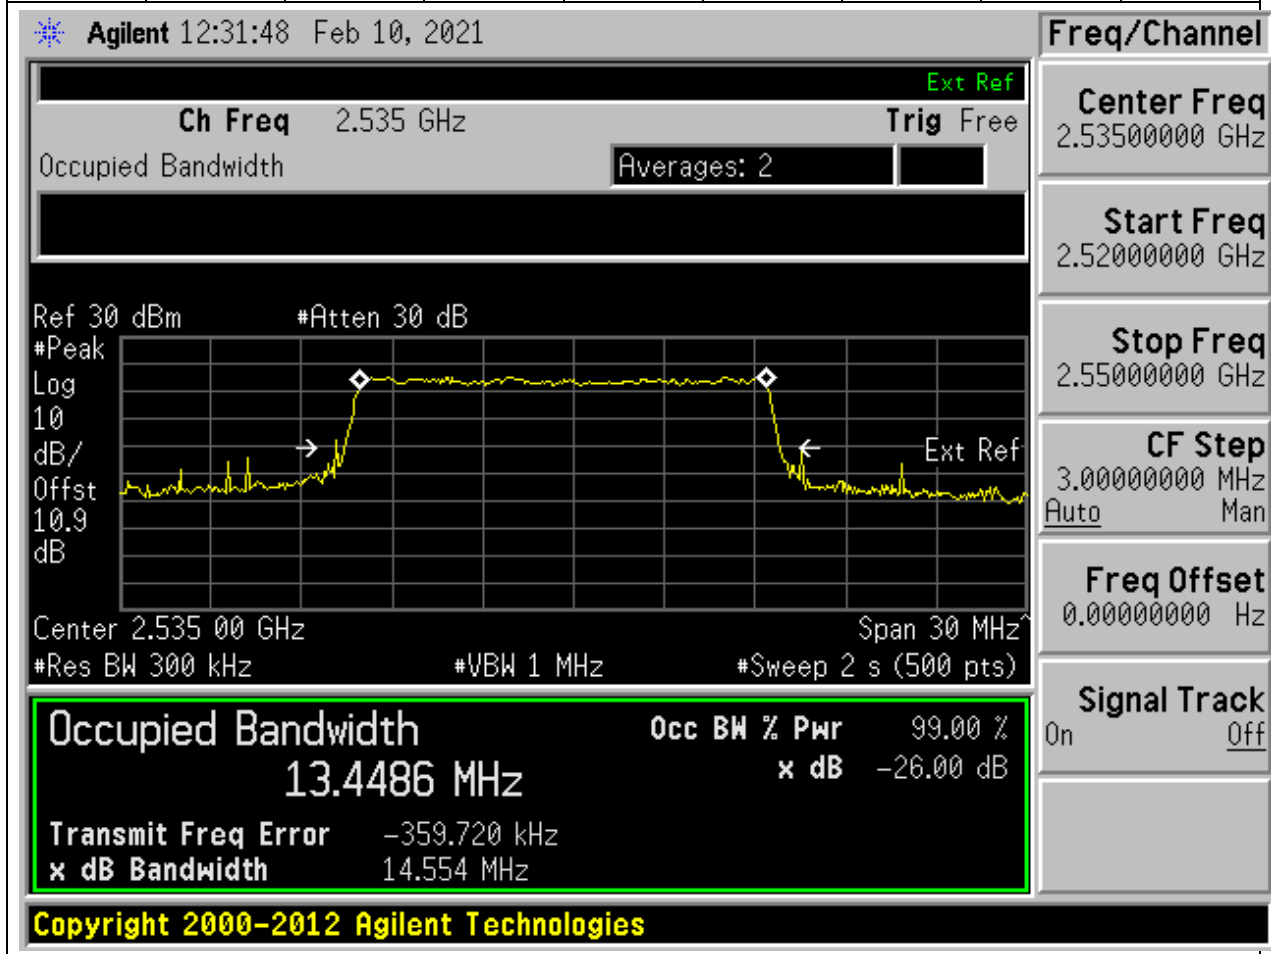 Agilent 12:31:48 Feb 10, 2021
Freq/Channel
Ext Ref
Ch Freq 2.535 GHz Trig Free
Occupied Bandwidth Averages: 2
Center Freq
2.53500000 GHz
Start Freq
2.52000000 GHz
Stop Freq
2.55000000 GHz
CF Step
3.00000000 MHz
Auto Man
Freq Offset
0.00000000 Hz
Signal Track
On Off
Ref 30 dBm #Atten 30 dB
#Peak
Log
10
dB/
Offst
10.9
dB
Ext Ref
Center 2.535 00 GHz Span 30 MHz^
#Res BW 300 kHz #VBW 1 MHz #Sweep 2 s (500 pts)
Occupied Bandwidth Occ BW % Pwr 99.00 %
13.4486 MHz x dB -26.00 dB
Transmit Freq Error -359.720 kHz
x dB Bandwidth 14.554 MHz
Copyright 2000-2012 Agilent Technologies